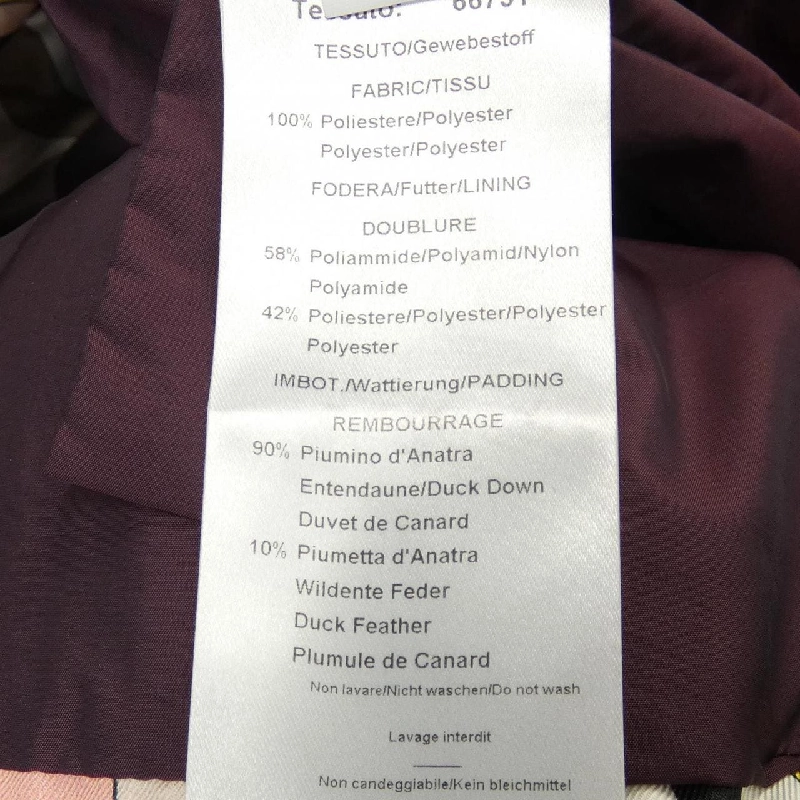 Tessuto: 66751
TESSUTO/Gewebestoff
FABRIC/TISSU
100% Poliestere/Polyester
Polyester/Polyester
FODERA/Futter/LINING
DOUBLURE
58% Poliammide/Polyamid/Nylon
Polyamide
42% Poliestere/Polyester/Polyester
Polyester
IMBOT./Wattierung/PADDING
REMBOURRAGE
90% Piumino d'Anatra
Entendaune/Duck Down
Duvet de Canard
10% Piumetta d'Anatra
Wildente Feder
Duck Feather
Plumule de Canard
Non lavare/Nicht waschen/Do not wash
Lavage interdit
Non candeggiabile/Kein bleichmittel